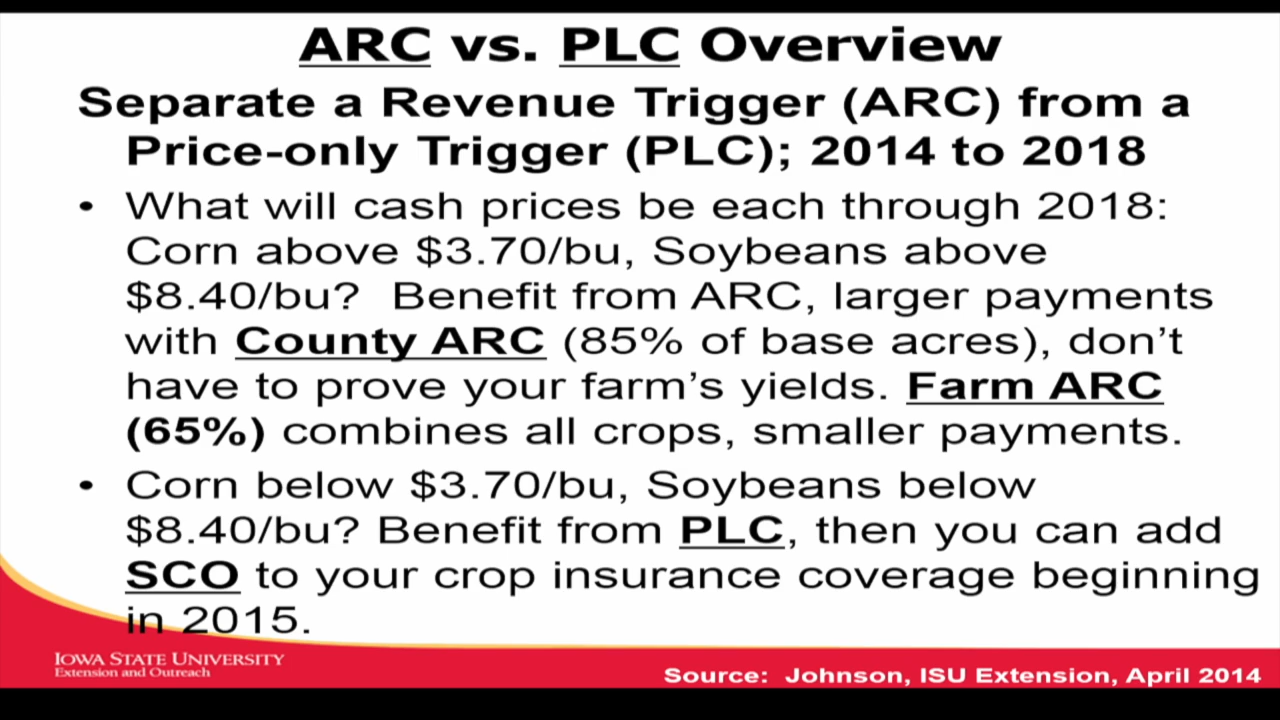 ARC vs. PLC Overview
Separate a Revenue Trigger (ARC) from a
Price-only Trigger (PLC); 2014 to 2018
• What will cash prices be each through 2018:
Corn above $3.70/bu, Soybeans above
$8.40/bu?  Benefit from ARC, larger payments
with County ARC (85% of base acres), don’t
have to prove your farm’s yields. Farm ARC
(65%) combines all crops, smaller payments.
• Corn below $3.70/bu, Soybeans below
$8.40/bu? Benefit from PLC, then you can add
SCO to your crop insurance coverage beginning
in 2015.
IOWA STATE UNIVERSITY
Extension and Outreach
Source:  Johnson, ISU Extension, April 2014